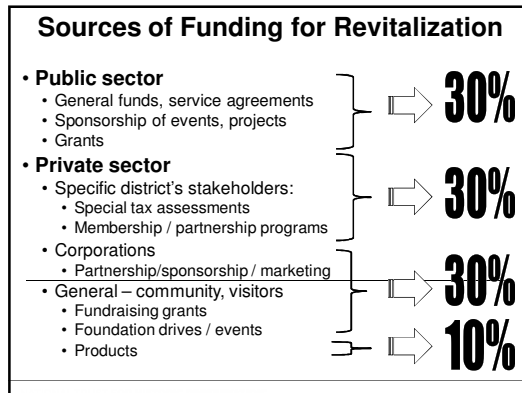 Sources of Funding for Revitalization
• Public sector
• General funds, service agreements
• Sponsorship of events, projects
• Grants
30%
• Private sector
• Specific district's stakeholders:
• Special tax assessments
• Membership / partnership programs
30%
• Corporations
• Partnership/sponsorship / marketing
• General – community, visitors
• Fundraising grants
• Foundation drives / events
30%
• Products
10%